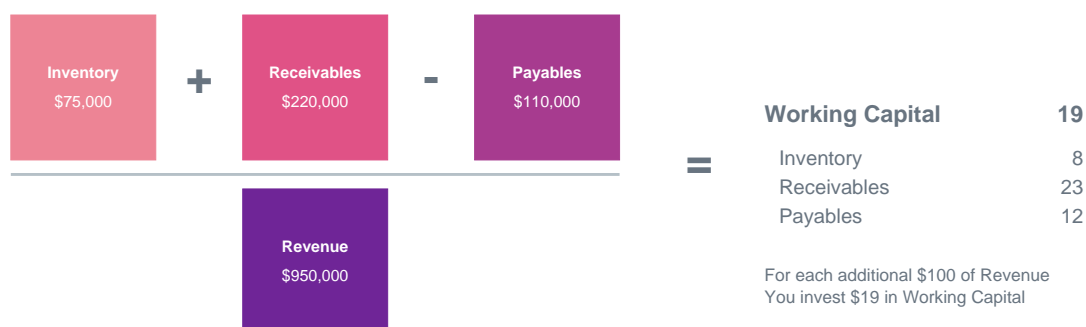 Inventory
$75,000
+
Receivables
$220,000
-
Payables
$110,000
Revenue
$950,000
=
Working Capital 19
Inventory 8
Receivables 23
Payables 12
For each additional $100 of Revenue
You invest $19 in Working Capital